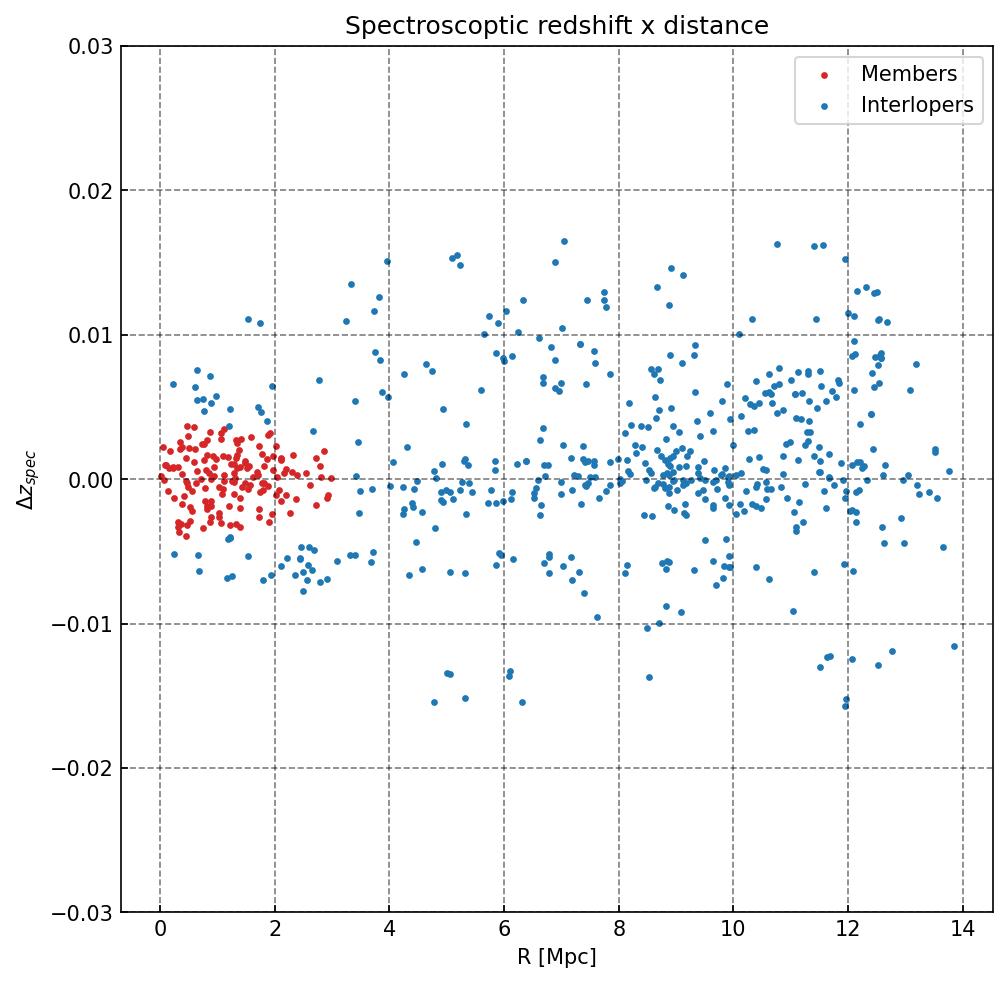 Spectroscoptic redshift x distance
Members
Interlopers
0.03
0.02
0.01
0.00
−0.01
−0.02
−0.03
Δz_spec
0 2 4 6 8 10 12 14
R [Mpc]